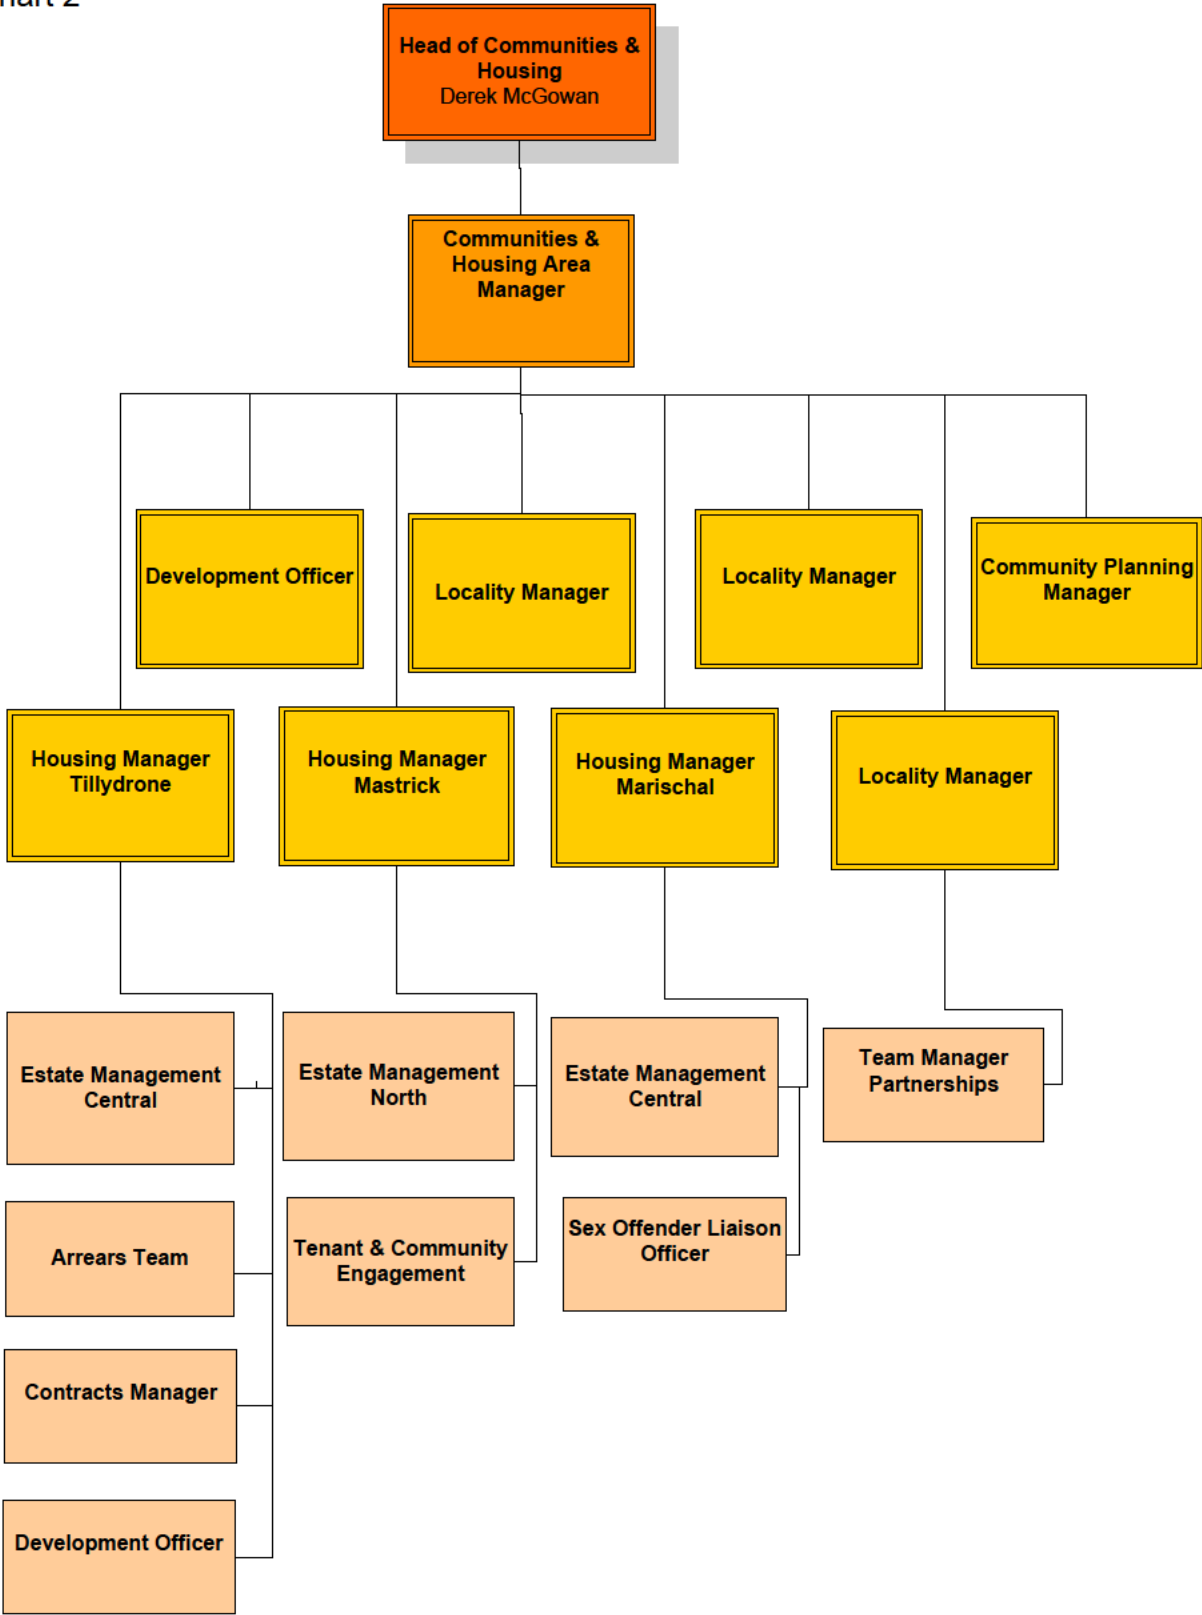 2
Head of Communities &
Housing
Derek McGowan
Communities &
Housing Area
Manager
Development Officer
Locality Manager
Locality Manager
Community Planning
Manager
Housing Manager
Tillydrone
Housing Manager
Mastrick
Housing Manager
Marischal
Locality Manager
Estate Management
Central
Estate Management
North
Estate Management
Central
Team Manager
Partnerships
Arrears Team
Tenant & Community
Engagement
Sex Offender Liaison
Officer
Contracts Manager
Development Officer